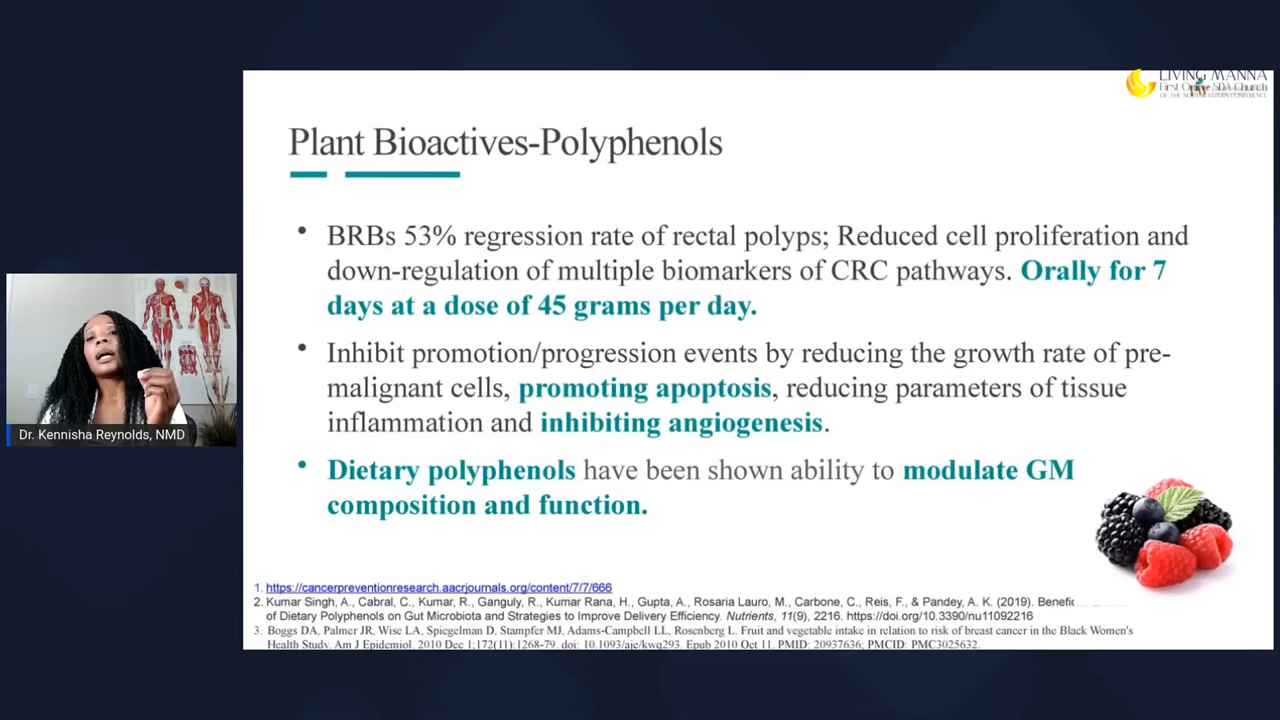 LIVING MANNA
First Online SDA Church
OF THE NORTHEASTERN CONFERENCE
Plant Bioactives-Polyphenols
• BRBs 53% regression rate of rectal polyps; Reduced cell proliferation and
down-regulation of multiple biomarkers of CRC pathways. Orally for 7
days at a dose of 45 grams per day.
• Inhibit promotion/progression events by reducing the growth rate of pre-
malignant cells, promoting apoptosis, reducing parameters of tissue
inflammation and inhibiting angiogenesis.
• Dietary polyphenols have been shown ability to modulate GM
composition and function.
Dr. Kennisha Reynolds, NMD
1. https://cancerpreventionresearch.aacrjournals.org/content/7/7/666
2. Kumar Singh, A., Cabral, C., Kumar, R., Ganguly, R., Kumar Rana, H., Gupta, A., Rosaria Lauro, M., Carbone, C., Reis, F., & Pandey, A. K. (2019).
of Dietary Polyphenols on Gut Microbiota and Strategies to Improve Delivery Efficiency. Nutrients, 11(9), 2216. https://doi.org/10.3390/nu11092216
3. Boggs DA, Palmer JR, Wise LA, Spiegelman D, Stampfer MJ, Adams-Campbell LL, Rosenberg L. Fruit and vegetable intake in relation to risk of breast cancer in the Black Women's
Health Study. Am J Epidemiol. 2010 Dec 1;172(11):1268-79. doi: 10.1093/aje/kwq293. Epub 2010 Oct 11. PMID: 20937636; PMCID: PMC3025632.